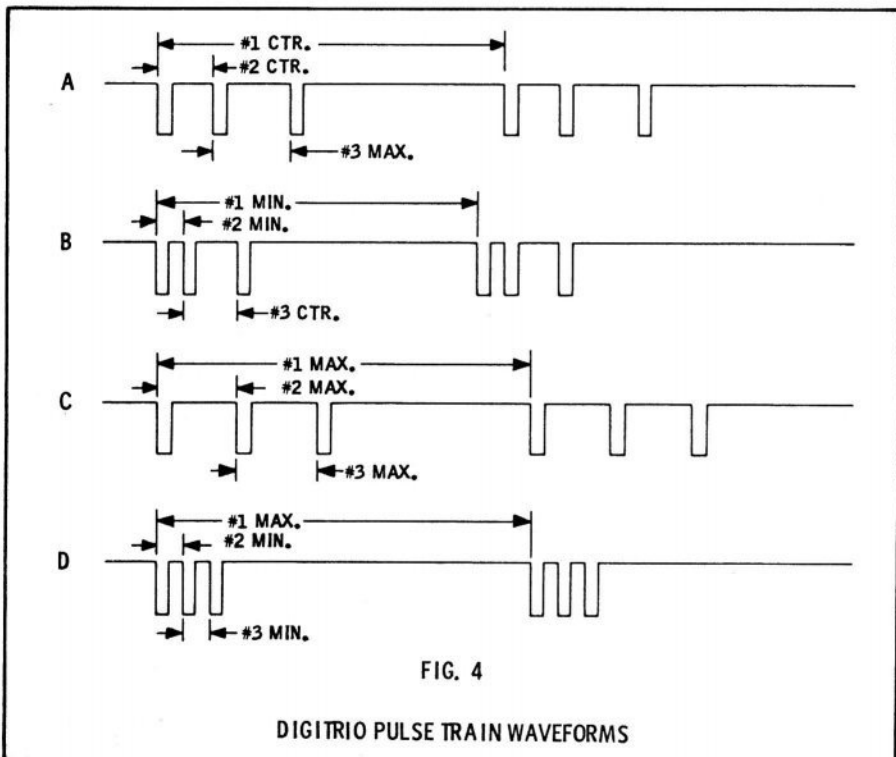 #1 CTR.
#2 CTR.
A
#3 MAX.
#1 MIN.
#2 MIN.
B
#3 CTR.
#1 MAX.
#2 MAX.
C
#3 MAX.
#1 MAX.
#2 MIN.
D
#3 MIN.
FIG. 4
DIGITRIO PULSE TRAIN WAVEFORMS